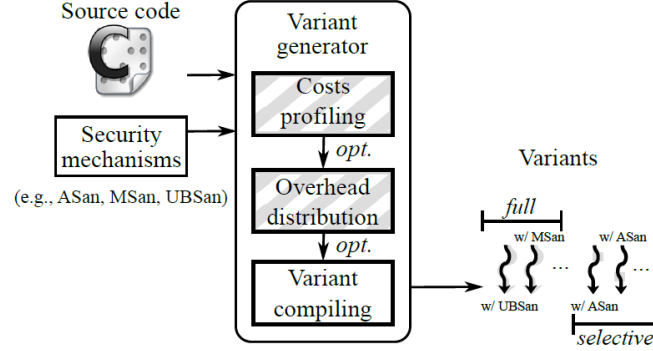 Source code
C
Security
mechanisms
(e.g., ASan, MSan, UBSan)
Variant
generator
Costs
profiling
opt.
Overhead
distribution
opt.
Variant
compiling
Variants
full
w/ MSan
w/ ASan
... ...
w/ UBSan
w/ ASan
selective